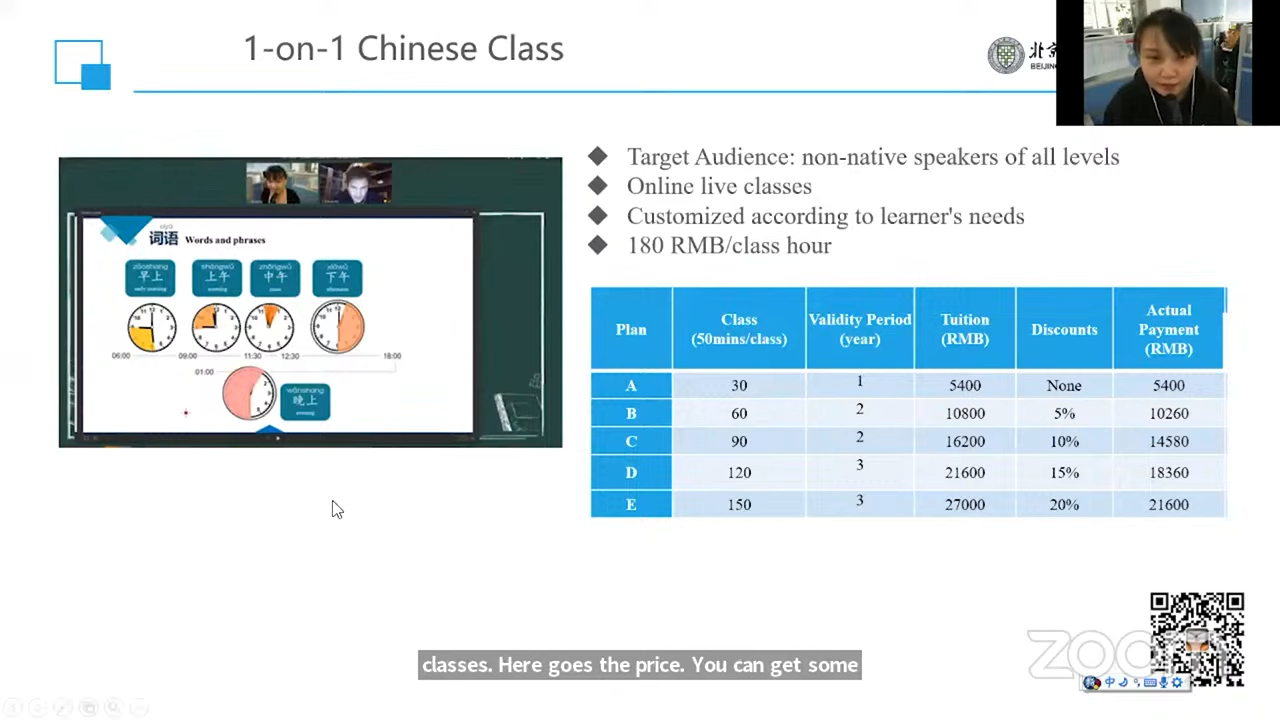 1-on-1 Chinese Class
北京
BEIJING
Target Audience: non-native speakers of all levels
Online live classes
Customized according to learner's needs
180 RMB/class hour
词语 Words and phrases
zǎoshang shàngwǔ zhōngwǔ xiàwǔ
早上 上午 中午 下午
early morning morning noon afternoon
06:00 09:00 11:30 12:30 18:00
01:00
wǎnshang
晚上
evening
Plan Class (50mins/class) Validity Period (year) Tuition (RMB) Discounts Actual Payment (RMB)
A 30 1 5400 None 5400
B 60 2 10800 5% 10260
C 90 2 16200 10% 14580
D 120 3 21600 15% 18360
E 150 3 27000 20% 21600
zoom
中
classes. Here goes the price. You can get some